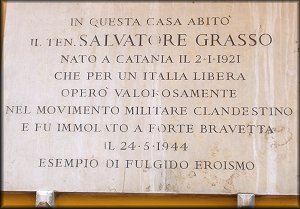 IN QUESTA CASA ABITÒ
IL TEN. SALVATORE GRASSO
NATO A CATANIA IL 2-1-1921
CHE PER UN ITALIA LIBERA
OPERÒ VALOROSAMENTE
NEL MOVIMENTO MILITARE CLANDESTINO
E FU IMMOLATO A FORTE BRAVETTA
IL 24-5-1944
ESEMPIO DI FULGIDO EROISMO